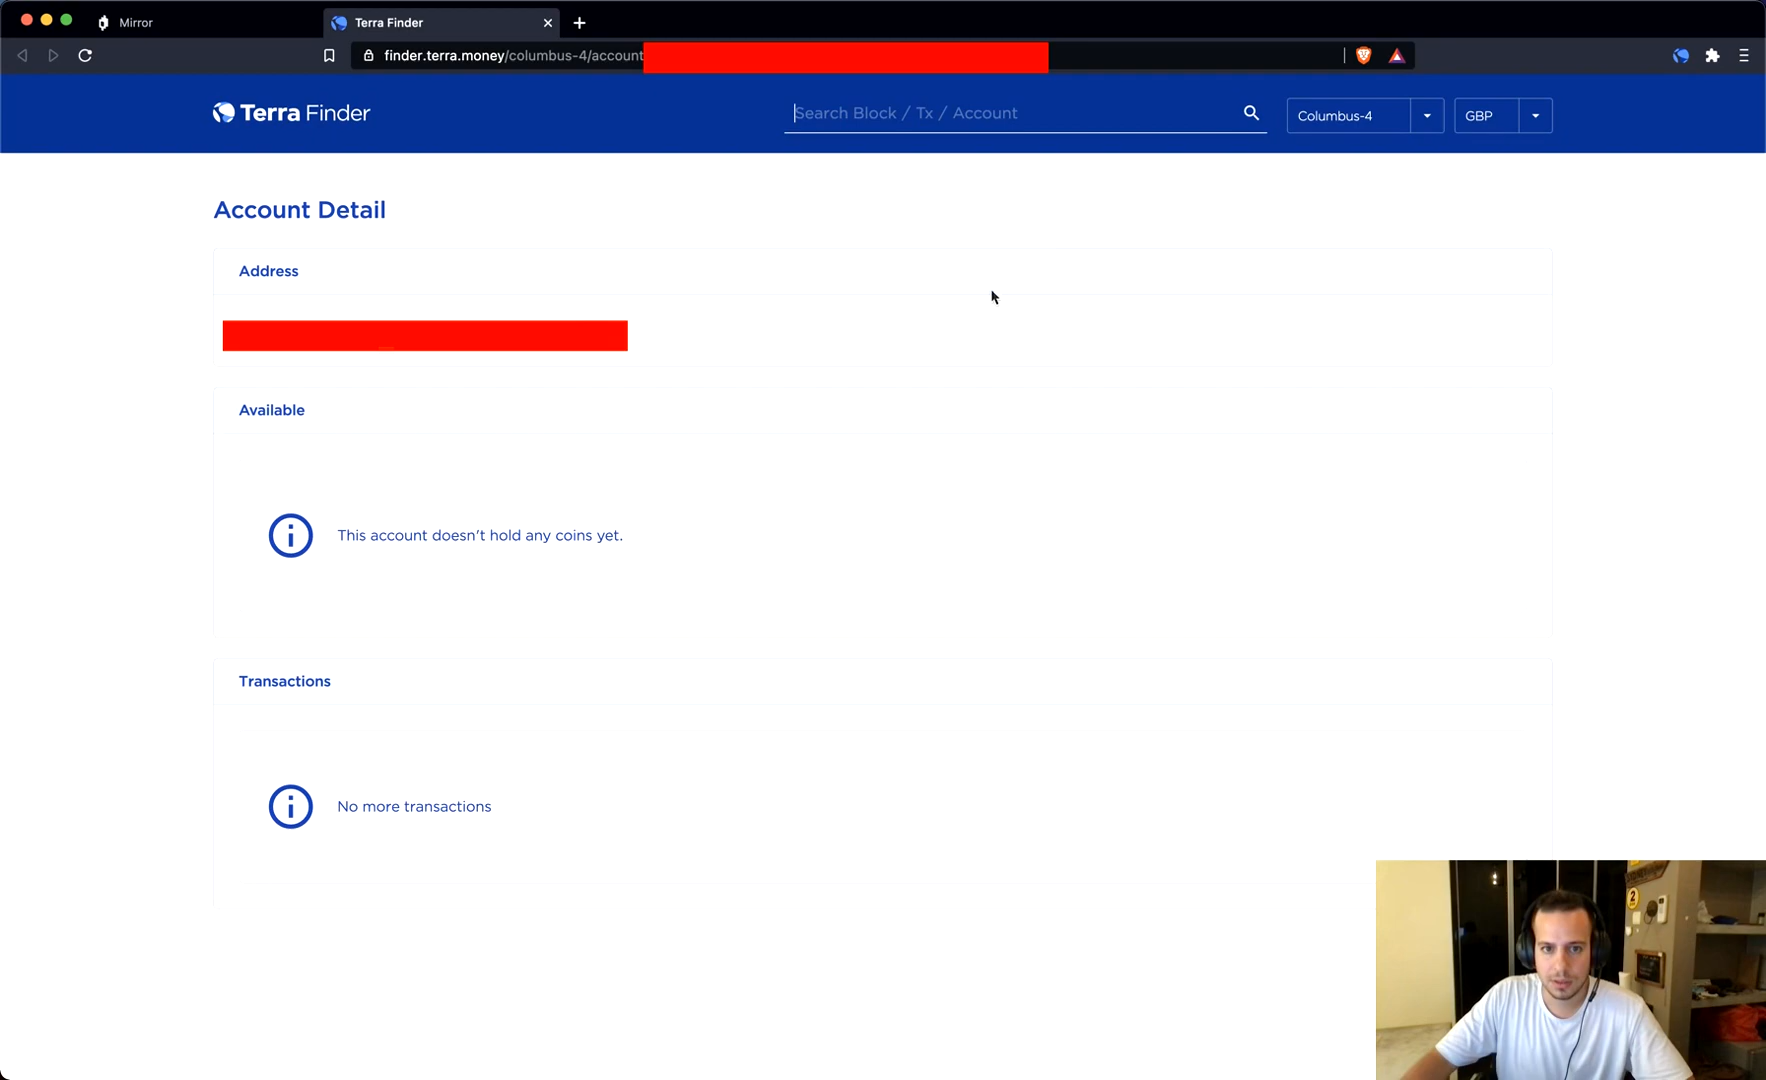 Mirror
Terra Finder
finder.terra.money/columbus-4/account
Terra Finder
Search Block / Tx / Account
Columbus-4
GBP
Account Detail
Address
Available
This account doesn't hold any coins yet.
Transactions
No more transactions
2